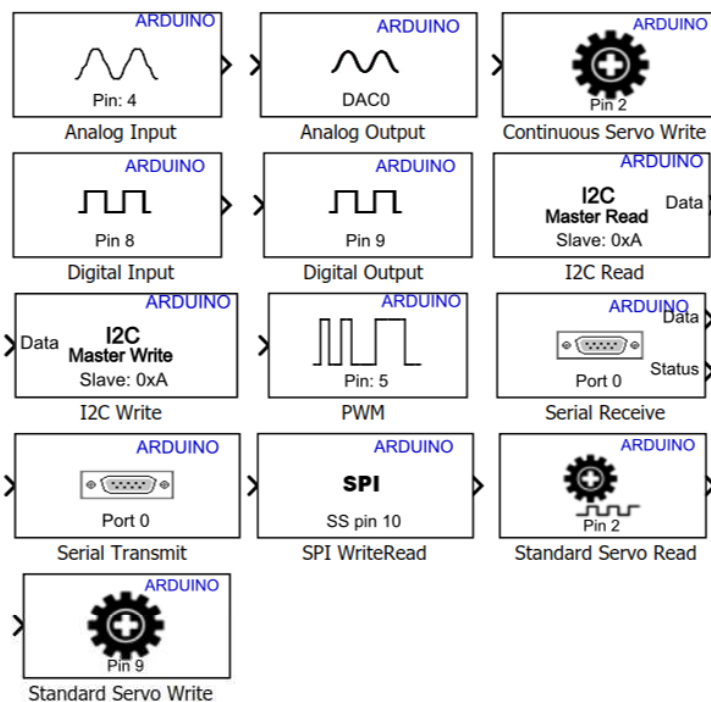 ARDUINO
Pin: 4
Analog Input
ARDUINO
DAC0
Analog Output
ARDUINO
Pin 2
Continuous Servo Write
ARDUINO
Pin 8
Digital Input
ARDUINO
Pin 9
Digital Output
ARDUINO
I2C
Master Read
Data
Slave: 0xA
I2C Read
ARDUINO
Data
I2C
Master Write
Slave: 0xA
I2C Write
ARDUINO
Pin: 5
PWM
ARDUINO
Data
Status
Port 0
Serial Receive
ARDUINO
Port 0
Serial Transmit
ARDUINO
SPI
SS pin 10
SPI WriteRead
ARDUINO
Pin 2
Standard Servo Read
ARDUINO
Pin 9
Standard Servo Write